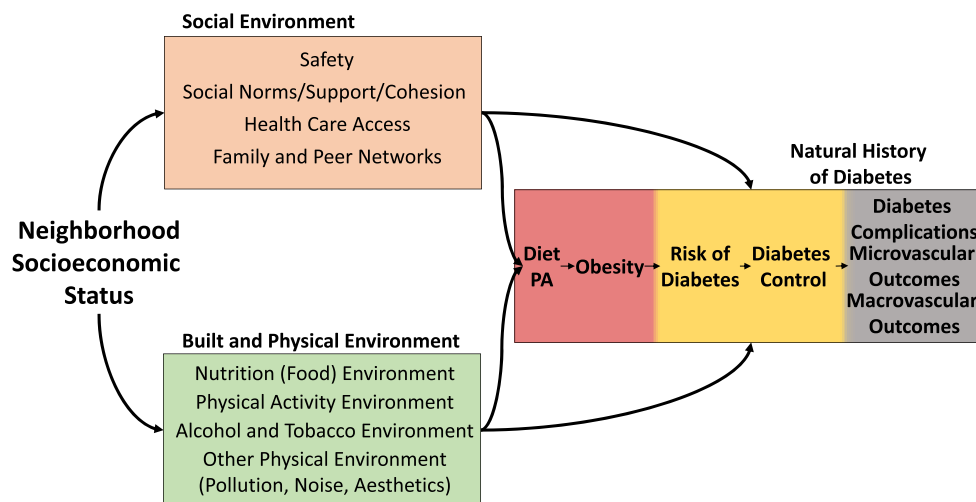 Social Environment
Safety
Social Norms/Support/Cohesion
Health Care Access
Family and Peer Networks
Neighborhood
Socioeconomic
Status
Built and Physical Environment
Nutrition (Food) Environment
Physical Activity Environment
Alcohol and Tobacco Environment
Other Physical Environment
(Pollution, Noise, Aesthetics)
Natural History
of Diabetes
Diet
PA
Obesity
Risk of
Diabetes
Diabetes
Control
Diabetes
Complications
Microvascular
Outcomes
Macrovascular
Outcomes